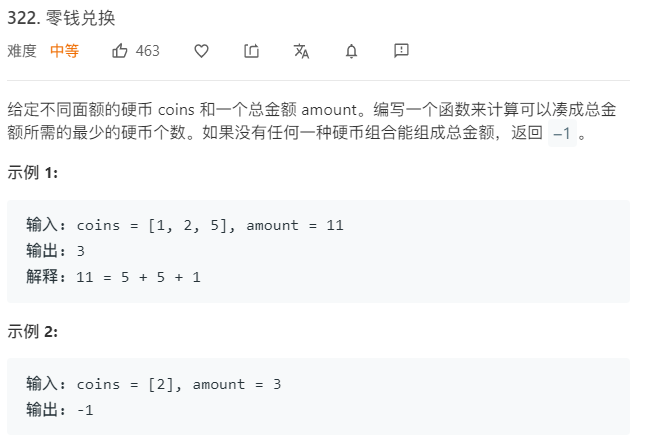 322. 零钱兑换
难度 中等 463
给定不同面额的硬币 coins 和一个总金额 amount。编写一个函数来计算可以凑成总金
额所需的最少的硬币个数。如果没有任何一种硬币组合能组成总金额，返回 -1 。
示例 1:
输入: coins = [1, 2, 5], amount = 11
输出: 3
解释: 11 = 5 + 5 + 1
示例 2:
输入: coins = [2], amount = 3
输出: -1